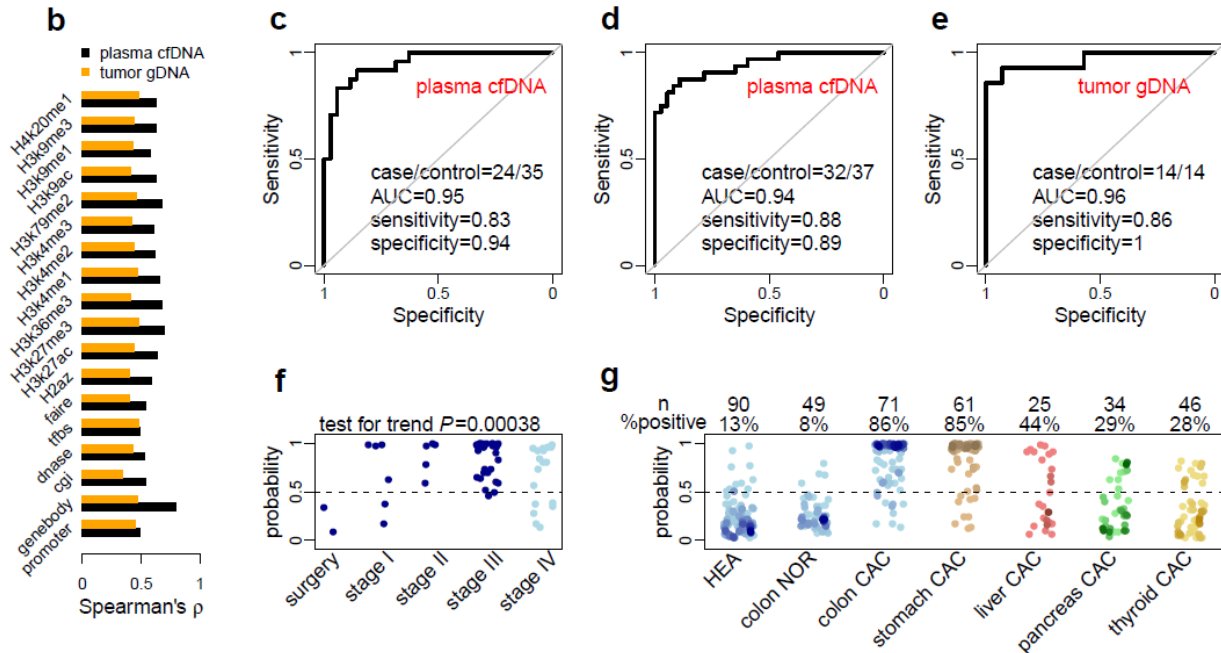 b
plasma cfDNA
tumor gDNA
H4k20me1
H3k9me3
H3k9me1
H3k9ac
H3k79me2
H3k4me3
H3k4me2
H3k4me1
H3k36me3
H3k27me3
H3k27ac
H2az
faire
tfbs
dnase
cgi
genebody
promoter
0 0.5 1
Spearman's ρ
c
Sensitivity
1
0.5
0
plasma cfDNA
case/control=24/35
AUC=0.95
sensitivity=0.83
specificity=0.94
1 0.5 0
Specificity
d
Sensitivity
1
0.5
0
plasma cfDNA
case/control=32/37
AUC=0.94
sensitivity=0.88
specificity=0.89
1 0.5 0
Specificity
e
Sensitivity
1
0.5
0
tumor gDNA
case/control=14/14
AUC=0.96
sensitivity=0.86
specificity=1
1 0.5 0
Specificity
f
test for trend P=0.00038
probability
1
0.5
0
surgery
stage I
stage II
stage III
stage IV
g
n 90 49 71 61 25 34 46
%positive 13% 8% 86% 85% 44% 29% 28%
probability
1
0.5
0
HEA
colon NOR
colon CAC
stomach CAC
liver CAC
pancreas CAC
thyroid CAC